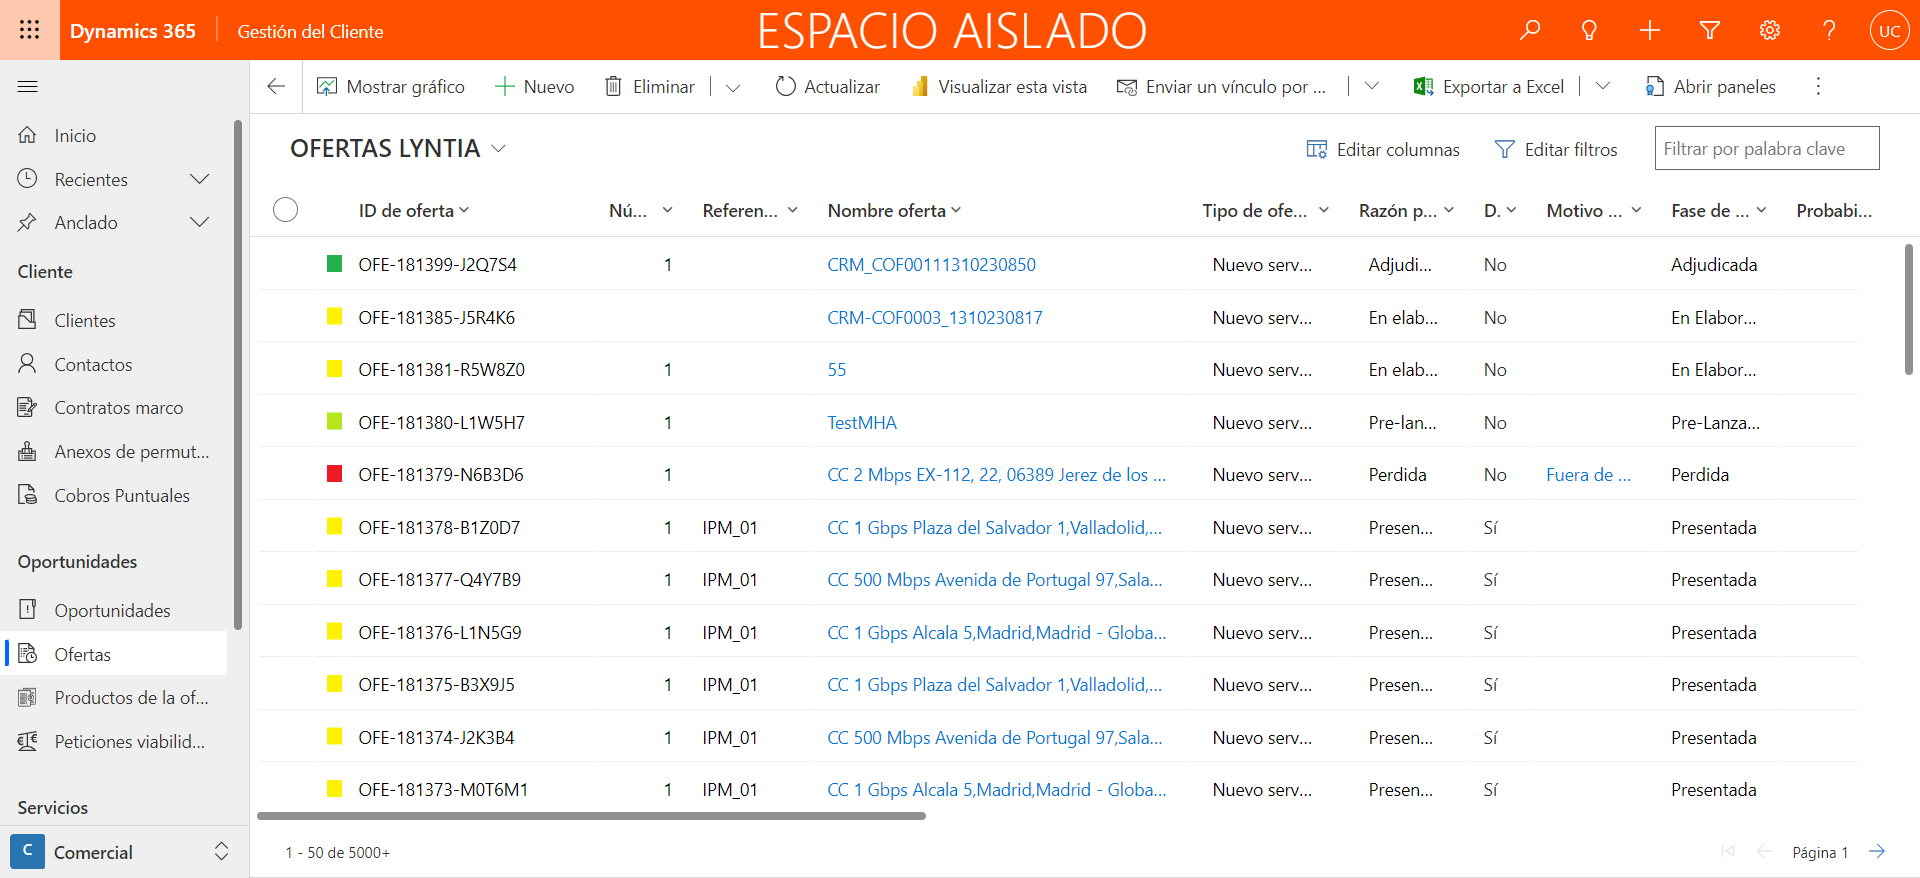 Dynamics 365 Gestión del Cliente ESPACIO AISLADO UC
Mostrar gráfico Nuevo Eliminar Actualizar Visualizar esta vista Enviar un vínculo por ... Exportar a Excel Abrir paneles
Inicio
Recientes
Anclado
Cliente
Clientes
Contactos
Contratos marco
Anexos de permut...
Cobros Puntuales
Oportunidades
Oportunidades
Ofertas
Productos de la of...
Peticiones viabilid...
Servicios
C Comercial
OFERTAS LYNTIA Editar columnas Editar filtros Filtrar por palabra clave
ID de oferta Nú... Referen... Nombre oferta Tipo de ofe... Razón p... D. Motivo ... Fase de ... Probabi...
OFE-181399-J2Q7S4 1 CRM_COF00111310230850 Nuevo serv... Adjudi... No Adjudicada
OFE-181385-J5R4K6 CRM-COF0003_1310230817 Nuevo serv... En elab... No En Elabor...
OFE-181381-R5W8Z0 1 55 Nuevo serv... En elab... No En Elabor...
OFE-181380-L1W5H7 1 TestMHA Nuevo serv... Pre-lan... No Pre-Lanza...
OFE-181379-N6B3D6 1 CC 2 Mbps EX-112, 22, 06389 Jerez de los ... Nuevo serv... Perdida No Fuera de ... Perdida
OFE-181378-B1Z0D7 1 IPM_01 CC 1 Gbps Plaza del Salvador 1,Valladolid,... Nuevo serv... Presen... Sí Presentada
OFE-181377-Q4Y7B9 1 IPM_01 CC 500 Mbps Avenida de Portugal 97,Sala... Nuevo serv... Presen... Sí Presentada
OFE-181376-L1N5G9 1 IPM_01 CC 1 Gbps Alcala 5,Madrid,Madrid - Globa... Nuevo serv... Presen... Sí Presentada
OFE-181375-B3X9J5 1 IPM_01 CC 1 Gbps Plaza del Salvador 1,Valladolid,... Nuevo serv... Presen... Sí Presentada
OFE-181374-J2K3B4 1 IPM_01 CC 500 Mbps Avenida de Portugal 97,Sala... Nuevo serv... Presen... Sí Presentada
OFE-181373-M0T6M1 1 IPM_01 CC 1 Gbps Alcala 5,Madrid,Madrid - Globa... Nuevo serv... Presen... Sí Presentada
1 - 50 de 5000+ Página 1